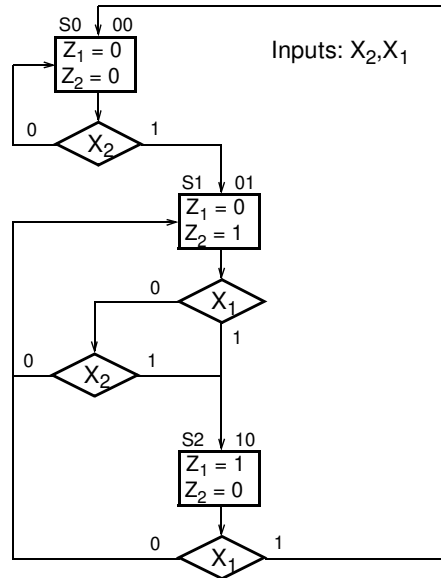 S0 00
Z₁ = 0
Z₂ = 0
Inputs: X₂,X₁
0 1
X₂
S1 01
Z₁ = 0
Z₂ = 1
0
X₁
1
0 1
X₂
S2 10
Z₁ = 1
Z₂ = 0
0 1
X₁